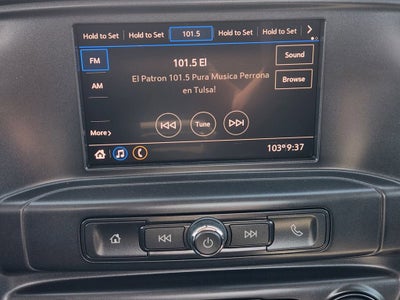 Hold to Set Hold to Set 101.5 Hold to Set Hold to Set
FM
101.5 El
Sound
El Patron 101.5 Pura Musica Perrona
en Tulsa!
Browse
AM
Tune
More
103° 9:37